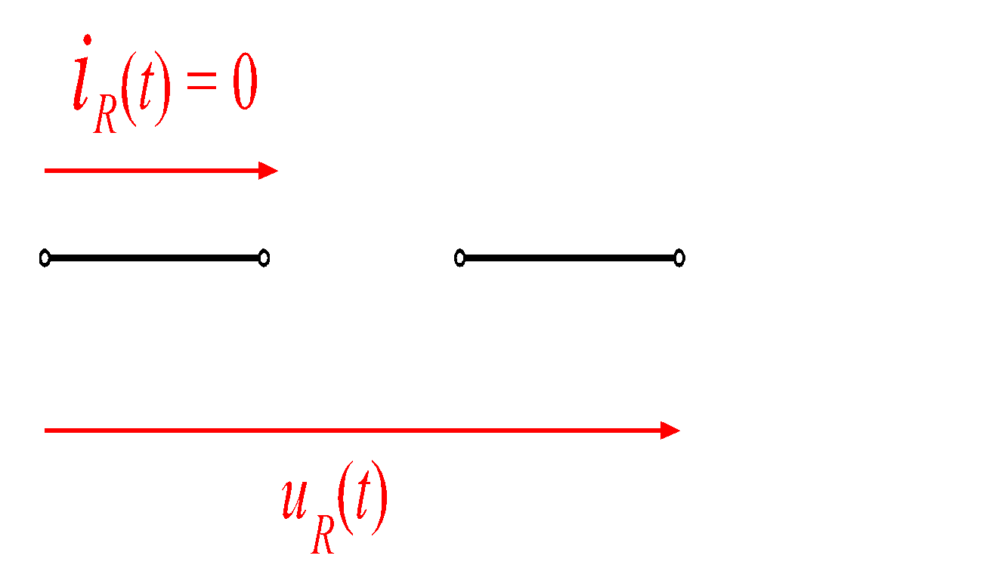 i_R(t) = 0
u_R(t)